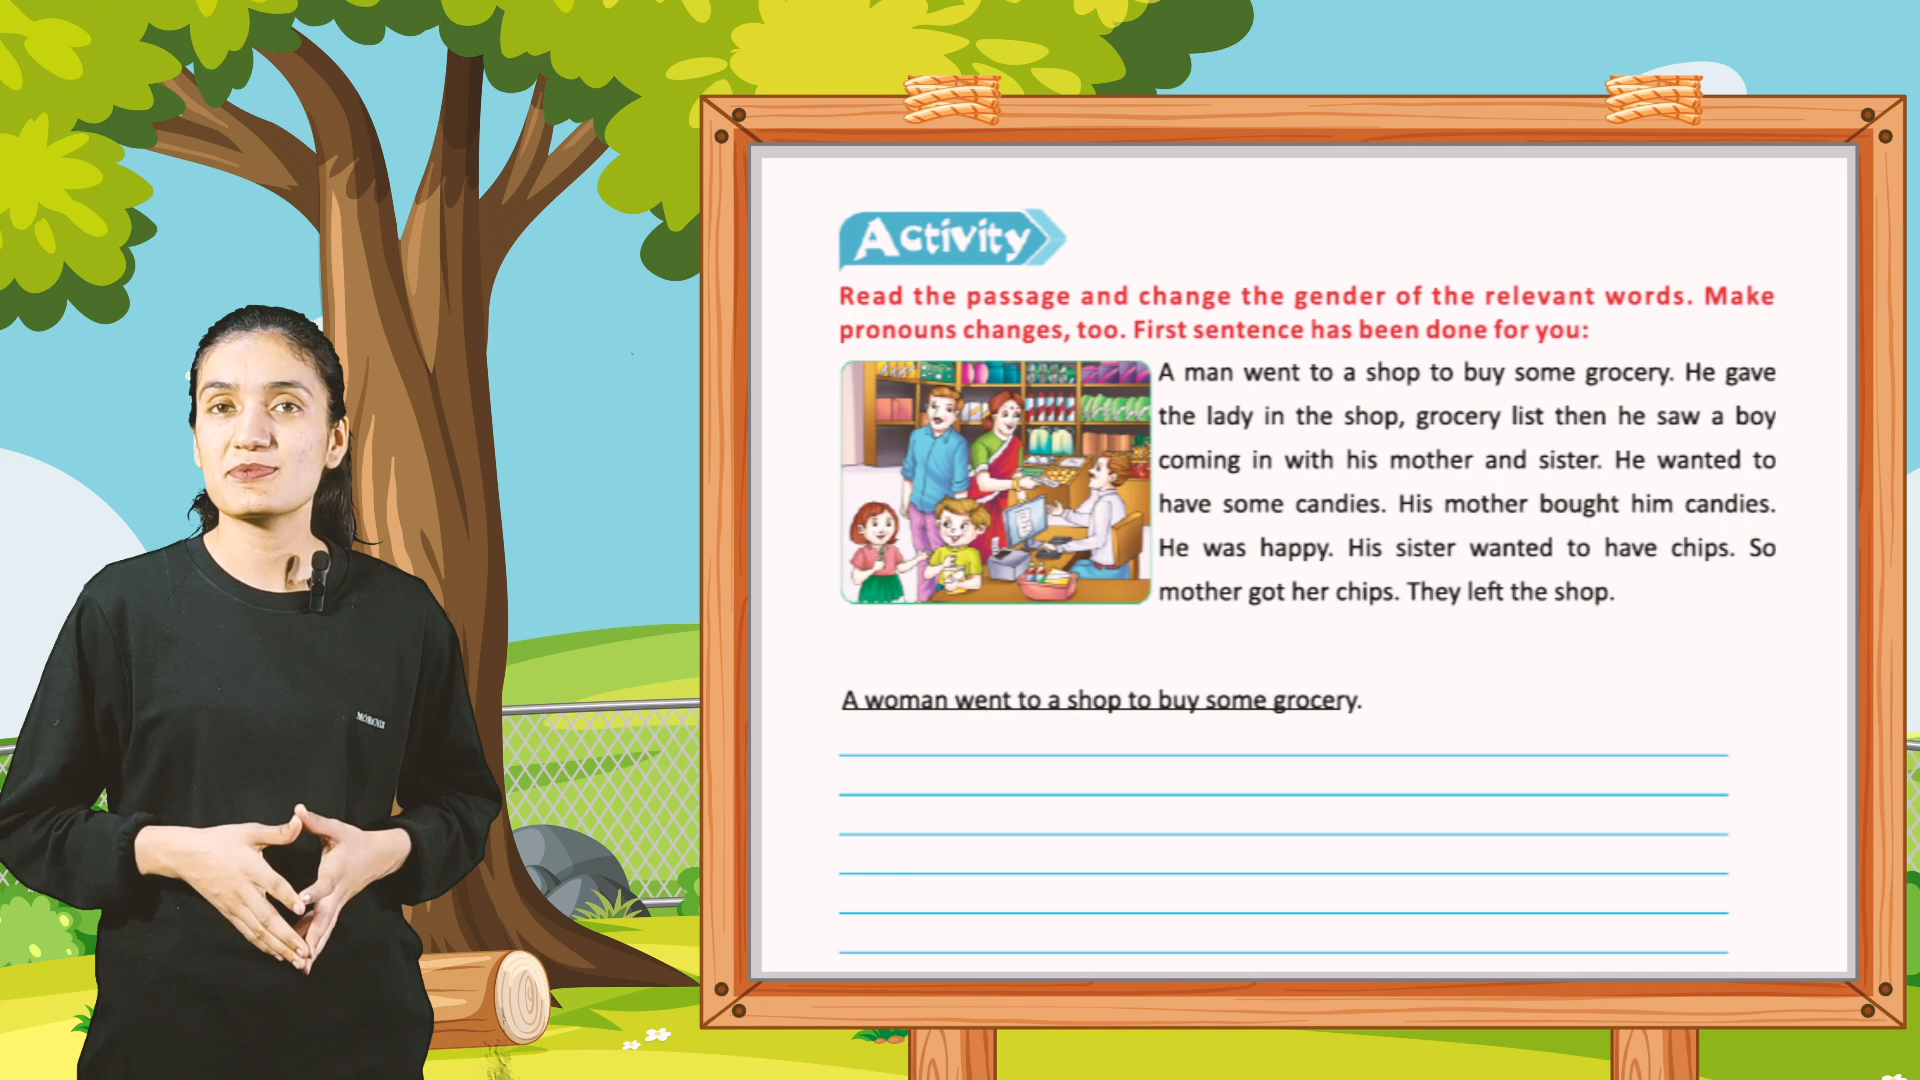 Activity
Read the passage and change the gender of the relevant words. Make
pronouns changes, too. First sentence has been done for you:
A man went to a shop to buy some grocery. He gave
the lady in the shop, grocery list then he saw a boy
coming in with his mother and sister. He wanted to
have some candies. His mother bought him candies.
He was happy. His sister wanted to have chips. So
mother got her chips. They left the shop.
A woman went to a shop to buy some grocery.